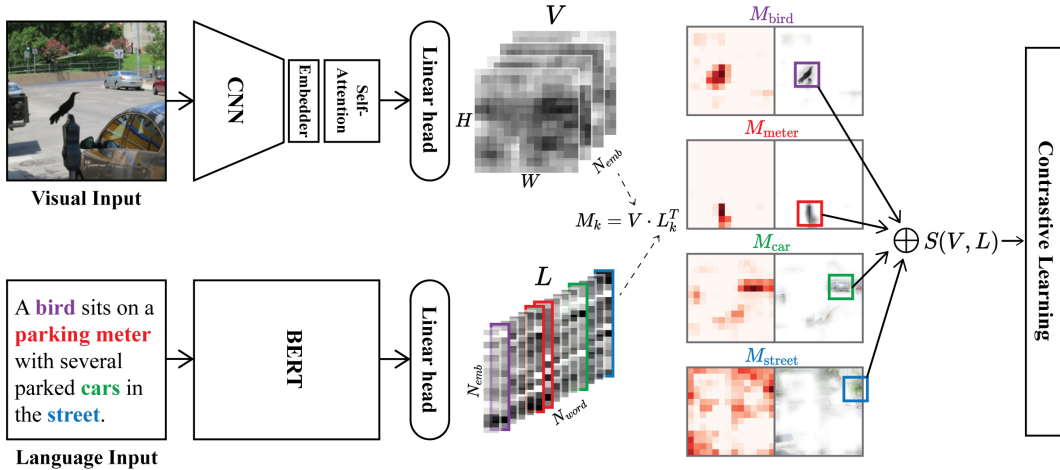 Visual Input
CNN
Embedder
Self-
Attention
Linear head
V
H
W
N_emb
M_k = V · L_k^T
A bird sits on a
parking meter
with several
parked cars in
the street.
Language Input
BERT
Linear head
L
N_emb
N_word
M_bird
M_meter
M_car
M_street
S(V, L)
Contrastive Learning